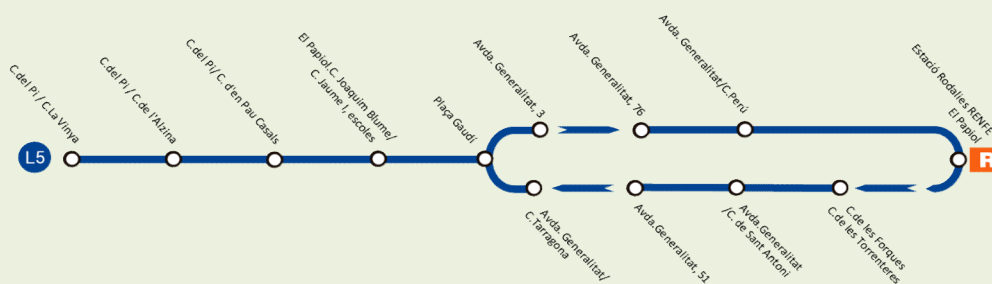 L5
C.del Pi / C.La Vinya
C.del Pi / C.de l'Alzina
C.del Pi/ C. d'en Pau Casals
El Papiol.C. Joaquim Blume/
C. Jaume I, escoles
Plaça Gaudí
Avda. Generalitat, 3
Avda. Generalitat, 76
Avda. Generalitat/C.Perú
Estació Rodalies RENFE
El Papiol
R
Avda. Generalitat/
C.Tarragona
Avda.Generalitat, 51
Avda.Generalitat
/C. de Sant Antoni
C.de les Forques
C.de les Torrenteres